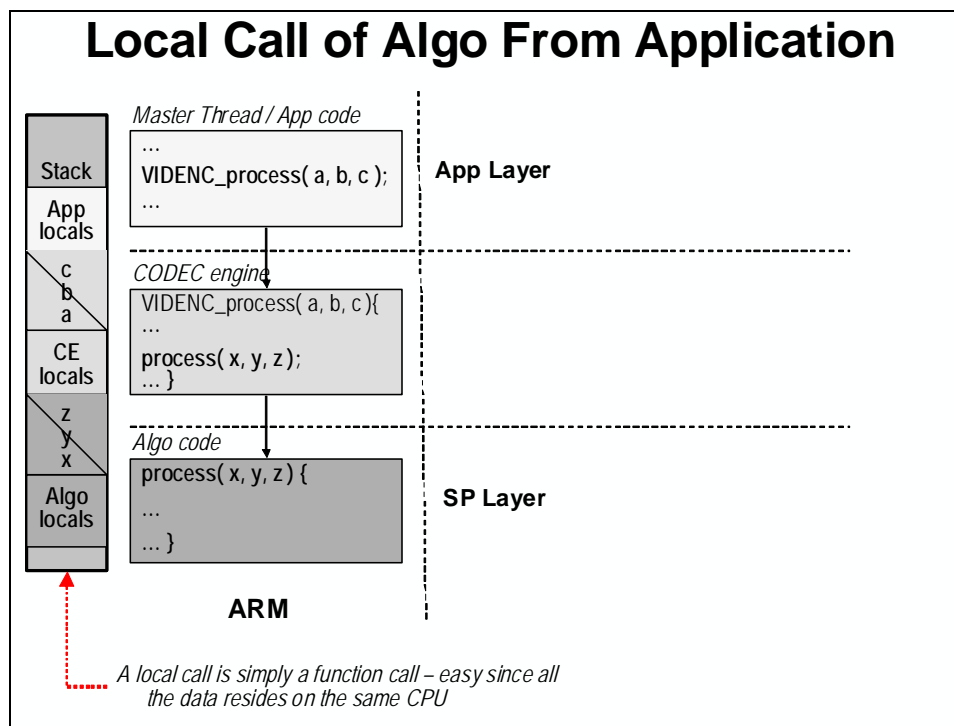 Local Call of Algo From Application
Stack
App
locals
c
b
a
CE
locals
z
y
x
Algo
locals
Master Thread / App code
...
VIDENC_process( a, b, c );
...
App Layer
CODEC engine
VIDENC_process( a, b, c){
...
process( x, y, z);
... }
Algo code
process( x, y, z) {
...
... }
SP Layer
ARM
A local call is simply a function call – easy since all
the data resides on the same CPU